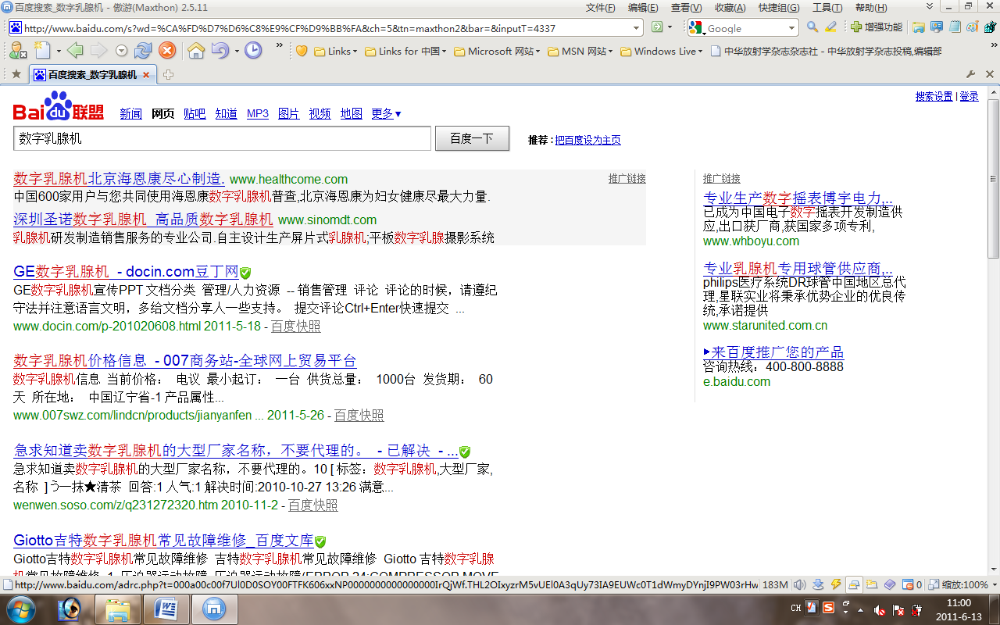 百度搜索_数字乳腺机 - 傲游(Maxthon) 2.5.11
文件(F) 编辑(E) 查看(V) 收藏(A) 快捷组(G) 工具(T) 帮助(H)
http://www.baidu.com/s?wd=%CA%FD%D7%D6%C8%E9%CF%D9%BB%FA&ch=5&tn=maxthon2&bar=&inputT=4337
Google
增强功能
Links Links for 中国 Microsoft 网站 MSN 网站 Windows Live 中华放射学杂志杂志社 - 中华放射学杂志投稿,编辑部
百度搜索_数字乳腺机
搜索设置 | 登录
Bai du 联盟
新闻 网页 贴吧 知道 MP3 图片 视频 地图 更多▼
数字乳腺机
百度一下
推荐 : 把百度设为主页
数字乳腺机北京海恩康尽心制造. www.healthcome.com
推广链接
中国600家用户与您共同使用海恩康数字乳腺机普查,北京海恩康为妇女健康尽最大力量.
深圳圣诺数字乳腺机 高品质数字乳腺机 www.sinomdt.com
乳腺机研发制造销售服务的专业公司.自主设计生产屏片式乳腺机;平板数字乳腺摄影系统
GE数字乳腺机 - docin.com豆丁网
GE数字乳腺机宣传PPT 文档分类 管理/人力资源 -- 销售管理 评论 评论的时候，请遵纪
守法并注意语言文明，多给文档分享人一些支持。 提交评论Ctrl+Enter快速提交 ...
www.docin.com/p-201020608.html 2011-5-18 - 百度快照
数字乳腺机价格信息 - 007商务站-全球网上贸易平台
数字乳腺机信息 当前价格： 电议 最小起订： 一台 供货总量： 1000台 发货期： 60
天 所在地： 中国辽宁省-1 产品属性...
www.007swz.com/lindcn/products/jianyanfen ... 2011-5-26 - 百度快照
急求知道卖数字乳腺机的大型厂家名称，不要代理的。 - 已解决 - ...
急求知道卖数字乳腺机的大型厂家名称，不要代理的。10 [ 标签：数字乳腺机,大型厂家,
名称 ] う一抹★清茶 回答:1 人气:1 解决时间:2010-10-27 13:26 满意...
wenwen.soso.com/z/q231272320.htm 2010-11-2 - 百度快照
Giotto吉特数字乳腺机常见故障维修_百度文库
Giotto吉特数字乳腺机常见故障维修 吉特数字乳腺机常见故障维修 Giotto 吉特数字乳腺
推广链接
专业生产数字摇表博宇电力,..
已成为中国电子数字摇表开发制造供
应,出口获厂商,获国家多项专利,
www.whboyu.com
专业乳腺机专用球管供应商,..
philips医疗系统DR球管中国地区总代
理,星联实业将秉承优势企业的优良传
统,承诺提供
www.starunited.com.cn
来百度推广您的产品
咨询热线：400-800-8888
e.baidu.com
183M
0
缩放:100%
CH
11:00
2011-6-13